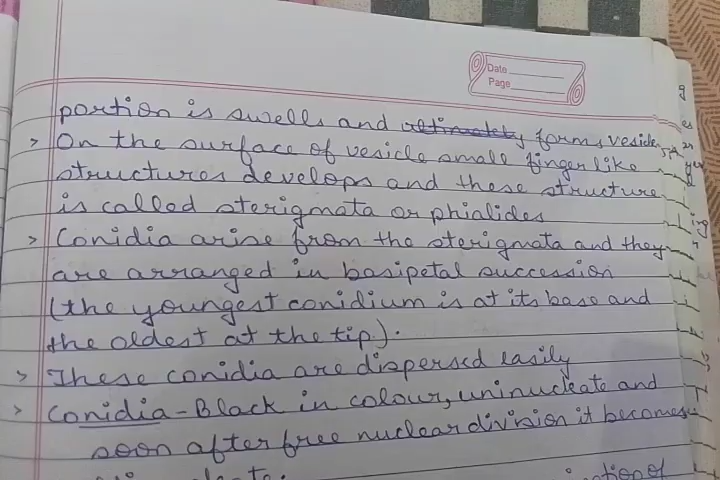 Date
Page
portion is swells and ultimately forms vesicle,
> On the surface of vesicle small finger like
structures develops and these structure
is called sterigmata or phialides
> Conidia arise from the sterigmata and they
are arranged in basipetal succession
(the youngest conidium is at its base and
the oldest at the tip).
> These conidia are dispersed easily
> Conidia - Black in colour, uninucleate and
soon after free nuclear division it becomes